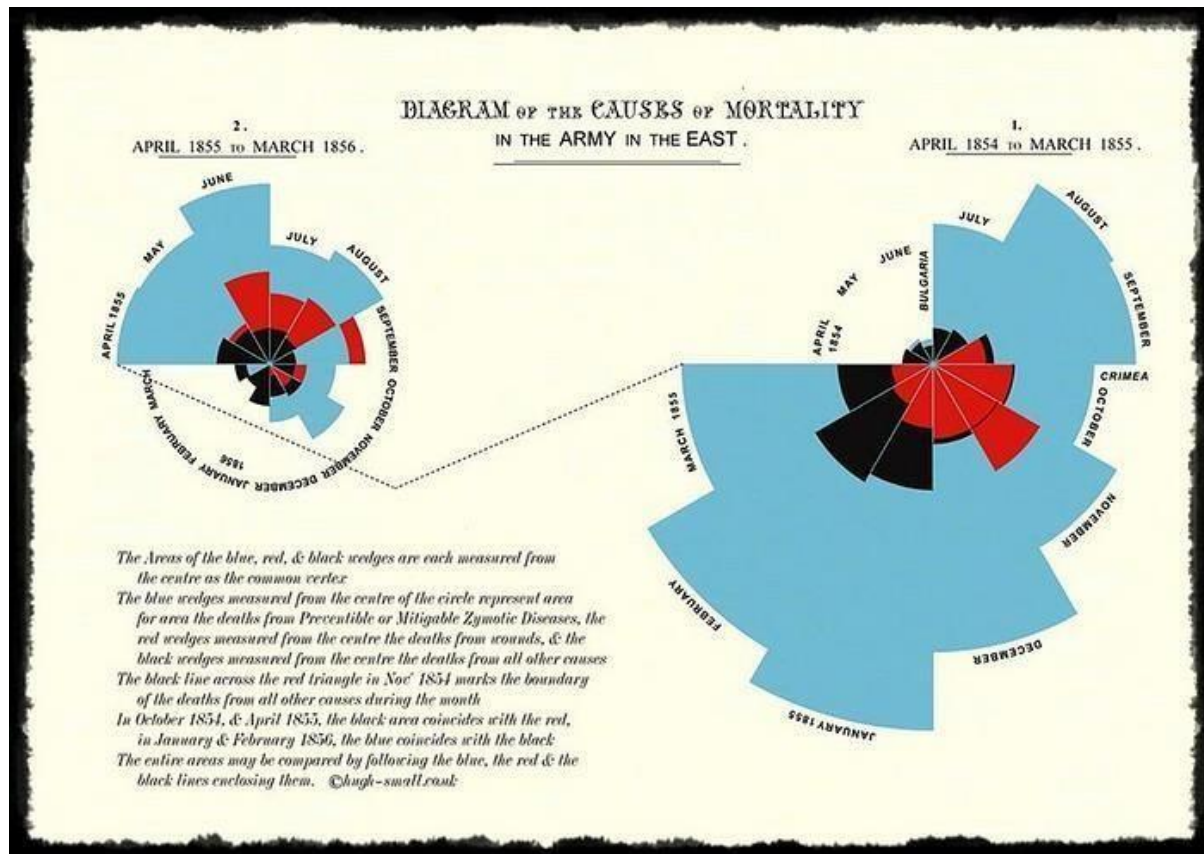 DIAGRAM OF THE CAUSES OF MORTALITY
IN THE ARMY IN THE EAST.
2.
APRIL 1855 TO MARCH 1856.
JUNE
JULY
AUGUST
MAY
APRIL 1855
SEPTEMBER
OCTOBER
NOVEMBER
DECEMBER
JANUARY
FEBRUARY
MARCH
1856
1.
APRIL 1854 TO MARCH 1855.
APRIL
1854
MAY
JUNE
BULGARIA
JULY
AUGUST
SEPTEMBER
CRIMEA
OCTOBER
NOVEMBER
DECEMBER
JANUARY 1855
FEBRUARY
MARCH 1855
The Areas of the blue, red, & black wedges are each measured from
the centre as the common vertex
The blue wedges measured from the centre of the circle represent area
for area the deaths from Preventible or Mitigable Zymotic Diseases, the
red wedges measured from the centre the deaths from wounds, & the
black wedges measured from the centre the deaths from all other causes
The black line across the red triangle in Nov' 1854 marks the boundary
of the deaths from all other causes during the month
In October 1854, & April 1855, the black area coincides with the red,
in January & February 1856, the blue coincides with the black
The entire areas may be compared by following the blue, the red & the
black lines enclosing them. ©hugh-small.co.uk